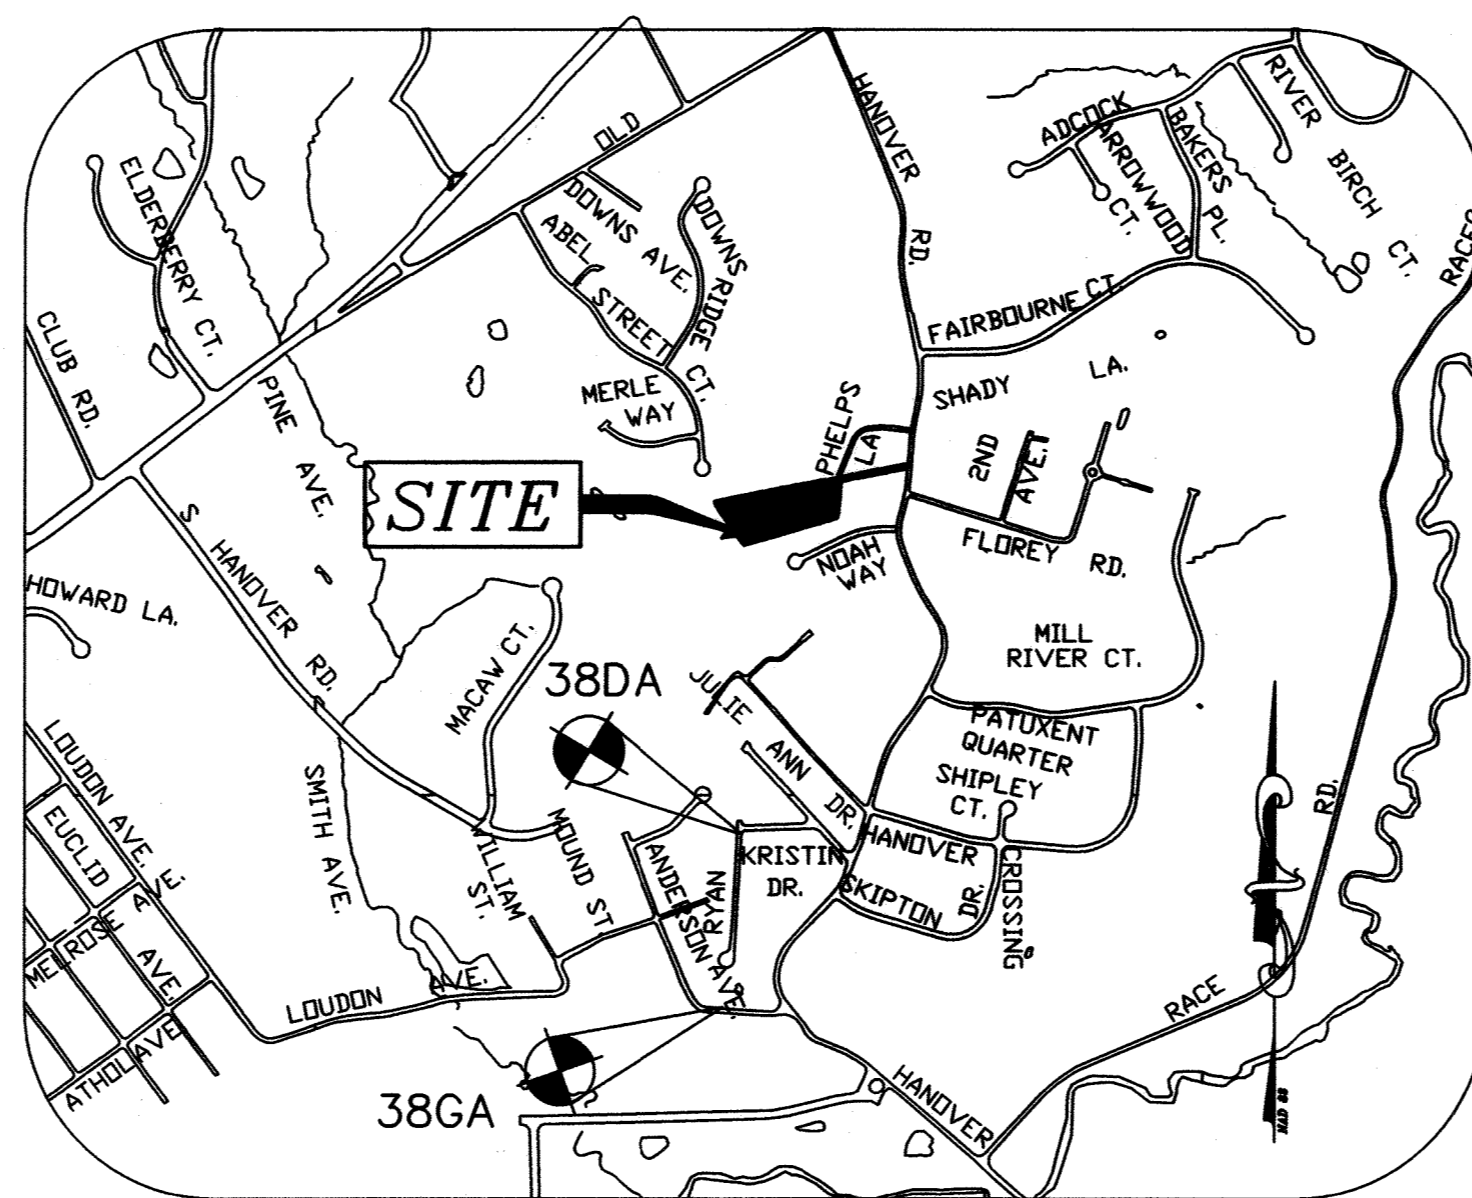 OLD
HANOVER
RD.
ADCOCK
ARROWWOOD
CT.
BAKERS PL.
RIVER BIRCH CT.
ELDERBERRY CT.
DOWNS AVE.
ABEL
STREET
DOWNS RIDGE CT.
FAIRBOURNE CT.
CLUB RD.
PINE AVE.
MERLE
WAY
PHELPS
LA
SHADY LA.
2ND
AVE.
SITE
S HANOVER RD.
NOAH
WAY
FLOREY RD.
HOWARD LA.
MILL
RIVER CT.
MACAW CT.
38DA
JULIE ANN DR.
PATUXENT
QUARTER
SHIPLEY
CT.
LOUDON AVE.
EUCLID
AVE.
SMITH AVE.
WILLIAM
ST.
MOUND ST
ANDERSON AVE.
RYAN
KRISTIN
DR.
HANOVER
CROSSING
SKIPTON DR.
MELROSE AVE.
ATHOL AVE
LOUDON AVE.
RACE
RD.
38GA
HANOVER
NAD 88